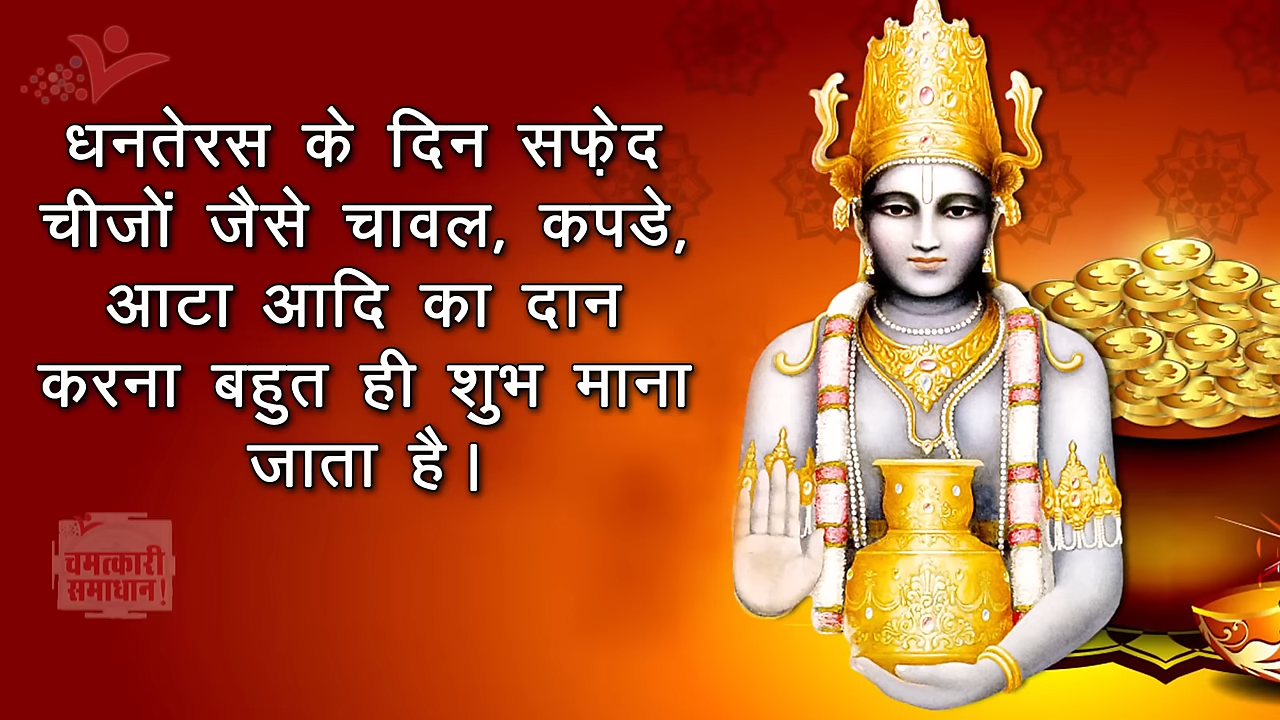 धनतेरस के दिन सफ़ेद
चीजों जैसे चावल, कपडे,
आटा आदि का दान
करना बहुत ही शुभ माना
जाता है।
चमत्कारी
समाधान!